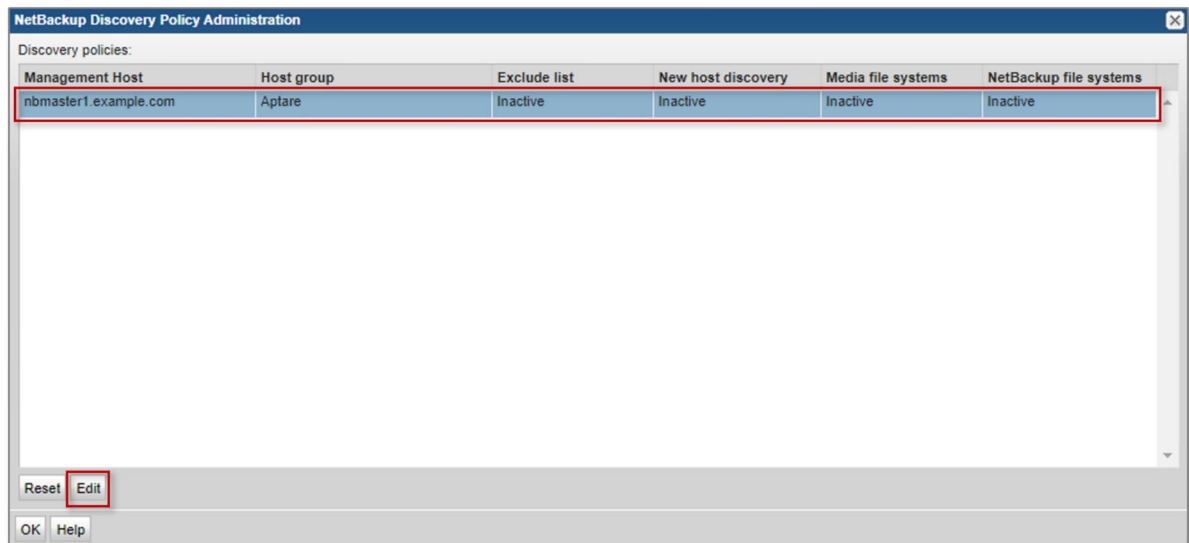 NetBackup Discovery Policy Administration
Discovery policies:
Management Host Host group Exclude list New host discovery Media file systems NetBackup file systems
nbmaster1.example.com Aptare Inactive Inactive Inactive Inactive
Reset Edit
OK Help